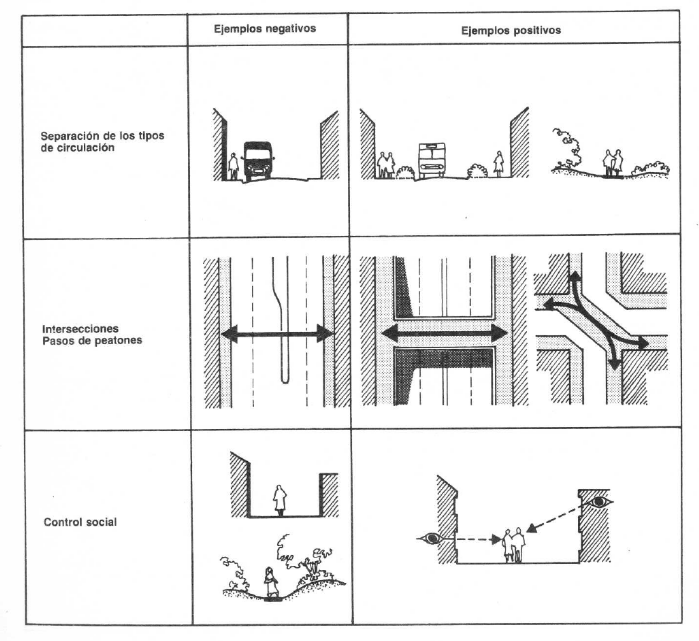 Ejemplos negativos
Ejemplos positivos
Separación de los tipos
de circulación
Intersecciones
Pasos de peatones
Control social